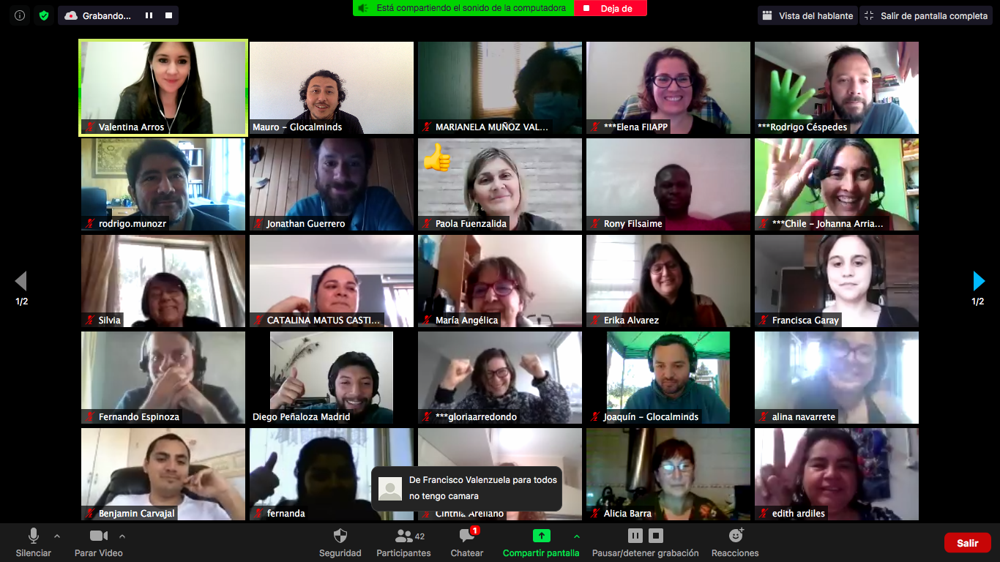 Grabando...
Está compartiendo el sonido de la computadora
Deja de
Vista del hablante
Salir de pantalla completa
Valentina Arros
Mauro – Glocalminds
MARIANELA MUÑOZ VAL...
***Elena FIIAPP
***Rodrigo Céspedes
rodrigo.munozr
Jonathan Guerrero
Paola Fuenzalida
Rony Filsaime
***Chile – Johanna Arria...
1/2
1/2
Silvia
CATALINA MATUS CASTI...
María Angélica
Erika Alvarez
Francisca Garay
Fernando Espinoza
Diego Peñaloza Madrid
***gloriaarredondo
Joaquín – Glocalminds
alina navarrete
De Francisco Valenzuela para todos
no tengo camara
Benjamin Carvajal
fernanda
Cinthia Arellano
Alicia Barra
edith ardiles
Silenciar
Parar Video
Seguridad
42
Participantes
1
Chatear
Compartir pantalla
Pausar/detener grabación
Reacciones
Salir